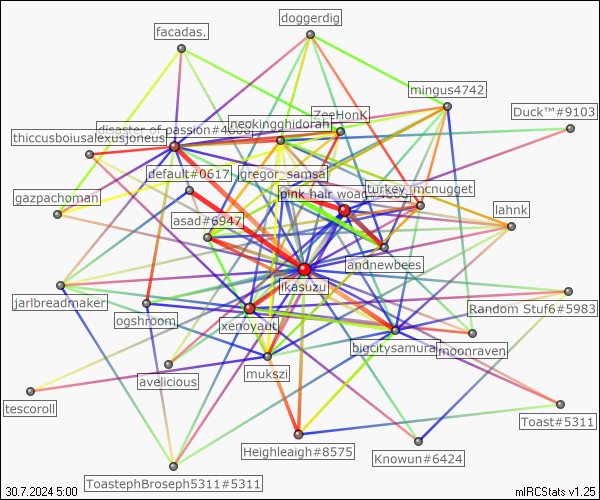 doggerdig
facadas.
mingus4742
Duck™#9103
ZeeHonk
neokingghidorah
disaster of passion#4068
thiccusboiusalexusjoneus
default#0617
gregor_samsa
turkey_mcnugget
pink hair woad
gazpachoman
asad#6947
lahnk
andnewbees
ikasuzu
jarlbreadmaker
ogshroom
xenoyaut
Random Stuf6#5983
bigcitysamurai
moonraven
mukszi
avelicious
tescoroll
Toast#5311
Heighleaigh#8575
Knowun#6424
ToastephBroseph5311#5311
30.7.2024 5:00
mIRCStats v1.25